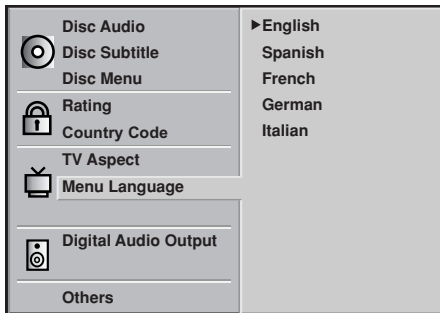 Disc Audio
Disc Subtitle
Disc Menu
Rating
Country Code
TV Aspect
Menu Language
Digital Audio Output
Others
English
Spanish
French
German
Italian